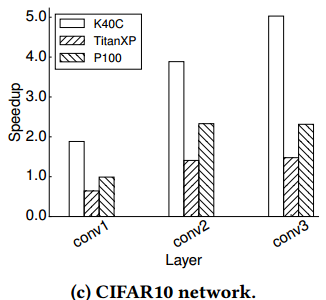 5.0
4.0
3.0
2.0
1.0
0.0
Speedup
K40C
TitanXP
P100
conv1
conv2
conv3
Layer
(c) CIFAR10 network.